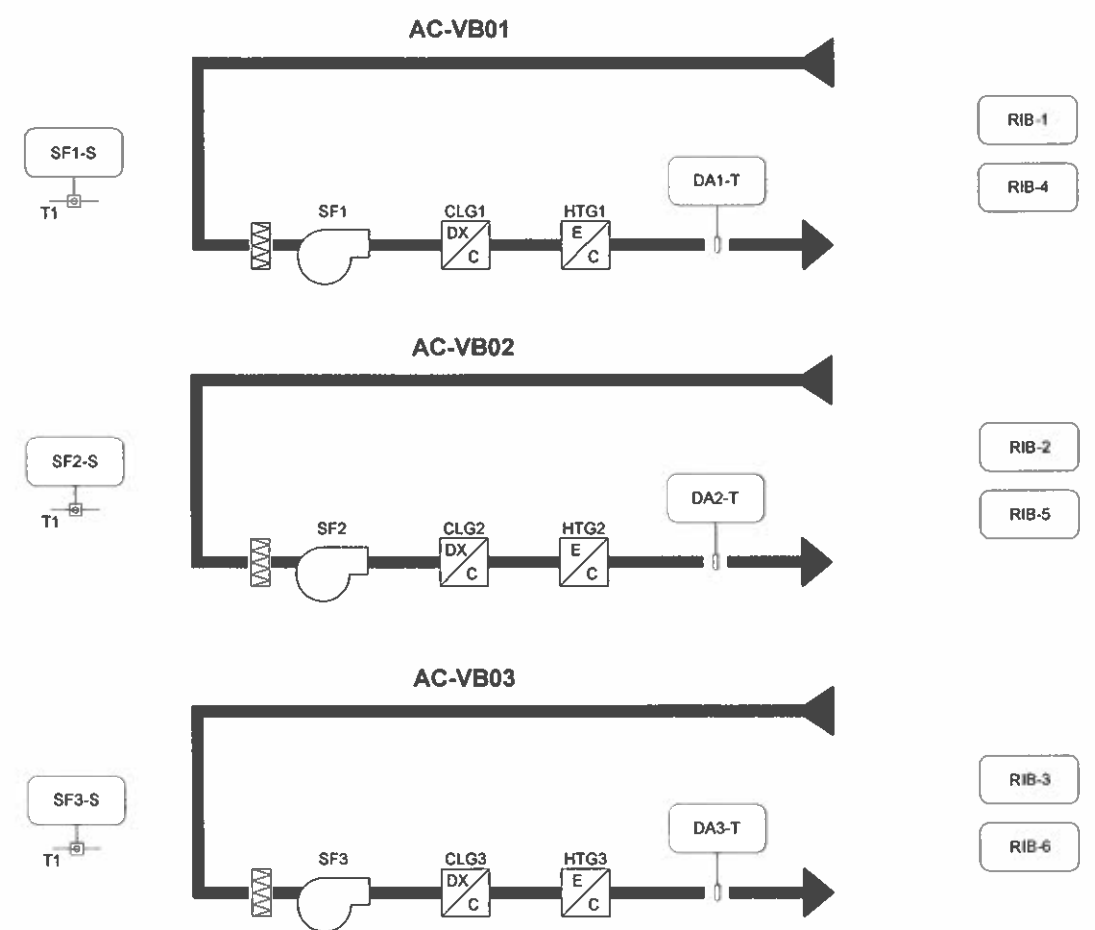 AC-VB01
RIB-1
SF1-S
RIB-4
DA1-T
T1
SF1
CLG1
HTG1
DX
C
E
C
AC-VB02
RIB-2
SF2-S
DA2-T
RIB-5
T1
SF2
CLG2
HTG2
DX
C
E
C
AC-VB03
RIB-3
SF3-S
DA3-T
RIB-6
T1
SF3
CLG3
HTG3
DX
C
E
C